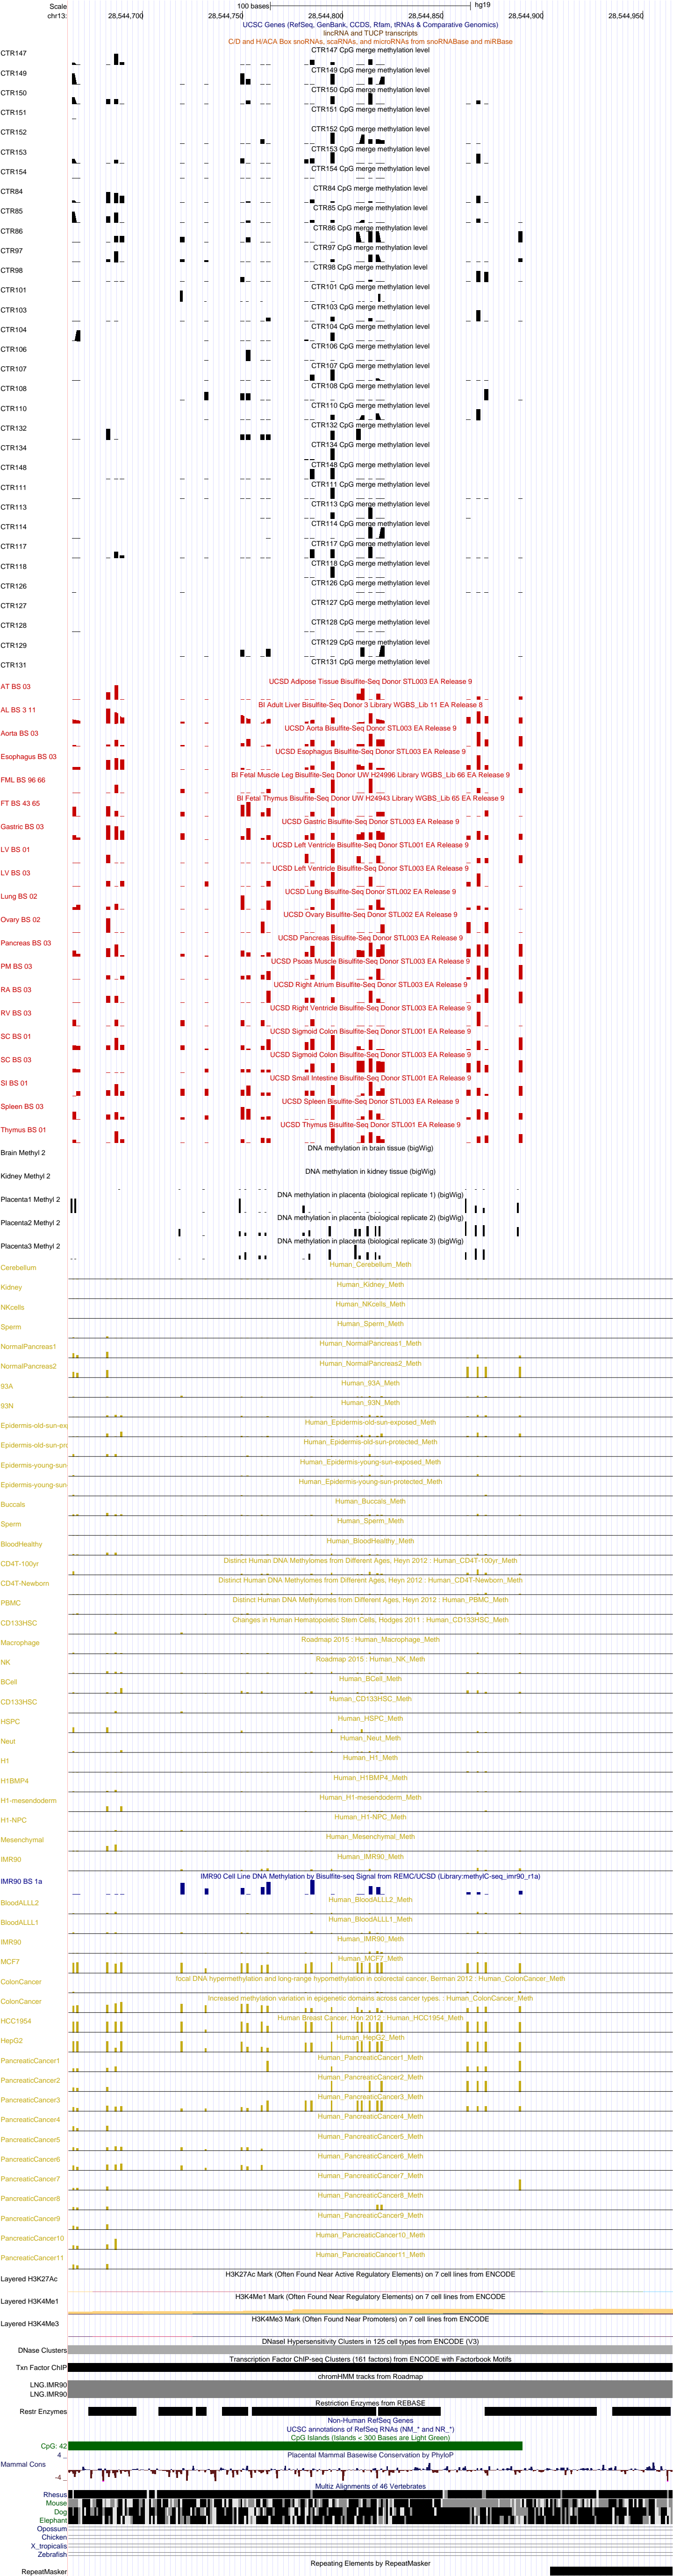 Scale 100 bases hg19
chr13: 28,544,700 28,544,750 28,544,800 28,544,850 28,544,900 28,544,950
UCSC Genes (RefSeq, GenBank, CCDS, Rfam, tRNAs & Comparative Genomics)
lincRNA and TUCP transcripts
C/D and H/ACA Box snoRNAs, scaRNAs, and microRNAs from snoRNABase and miRBase
CTR147 CpG merge methylation level
CTR147
CTR149 CpG merge methylation level
CTR149
CTR150 CpG merge methylation level
CTR150
CTR151 CpG merge methylation level
CTR151
CTR152 CpG merge methylation level
CTR152
CTR153 CpG merge methylation level
CTR153
CTR154 CpG merge methylation level
CTR154
CTR84 CpG merge methylation level
CTR84
CTR85 CpG merge methylation level
CTR85
CTR86 CpG merge methylation level
CTR86
CTR97 CpG merge methylation level
CTR97
CTR98 CpG merge methylation level
CTR98
CTR101 CpG merge methylation level
CTR101
CTR103 CpG merge methylation level
CTR103
CTR104 CpG merge methylation level
CTR104
CTR106 CpG merge methylation level
CTR106
CTR107 CpG merge methylation level
CTR107
CTR108 CpG merge methylation level
CTR108
CTR110 CpG merge methylation level
CTR110
CTR132 CpG merge methylation level
CTR132
CTR134 CpG merge methylation level
CTR134
CTR148 CpG merge methylation level
CTR148
CTR111 CpG merge methylation level
CTR111
CTR113 CpG merge methylation level
CTR113
CTR114 CpG merge methylation level
CTR114
CTR117 CpG merge methylation level
CTR117
CTR118 CpG merge methylation level
CTR118
CTR126 CpG merge methylation level
CTR126
CTR127 CpG merge methylation level
CTR127
CTR128 CpG merge methylation level
CTR128
CTR129 CpG merge methylation level
CTR129
CTR131 CpG merge methylation level
CTR131
UCSD Adipose Tissue Bisulfite-Seq Donor STL003 EA Release 9
AT BS 03
BI Adult Liver Bisulfite-Seq Donor 3 Library WGBS_Lib 11 EA Release 8
AL BS 3 11
UCSD Aorta Bisulfite-Seq Donor STL003 EA Release 9
Aorta BS 03
UCSD Esophagus Bisulfite-Seq Donor STL003 EA Release 9
Esophagus BS 03
BI Fetal Muscle Leg Bisulfite-Seq Donor UW H24996 Library WGBS_Lib 66 EA Release 9
FML BS 96 66
BI Fetal Thymus Bisulfite-Seq Donor UW H24943 Library WGBS_Lib 65 EA Release 9
FT BS 43 65
UCSD Gastric Bisulfite-Seq Donor STL003 EA Release 9
Gastric BS 03
UCSD Left Ventricle Bisulfite-Seq Donor STL001 EA Release 9
LV BS 01
UCSD Left Ventricle Bisulfite-Seq Donor STL003 EA Release 9
LV BS 03
UCSD Lung Bisulfite-Seq Donor STL002 EA Release 9
Lung BS 02
UCSD Ovary Bisulfite-Seq Donor STL002 EA Release 9
Ovary BS 02
UCSD Pancreas Bisulfite-Seq Donor STL003 EA Release 9
Pancreas BS 03
UCSD Psoas Muscle Bisulfite-Seq Donor STL003 EA Release 9
PM BS 03
UCSD Right Atrium Bisulfite-Seq Donor STL003 EA Release 9
RA BS 03
UCSD Right Ventricle Bisulfite-Seq Donor STL003 EA Release 9
RV BS 03
UCSD Sigmoid Colon Bisulfite-Seq Donor STL001 EA Release 9
SC BS 01
UCSD Sigmoid Colon Bisulfite-Seq Donor STL003 EA Release 9
SC BS 03
UCSD Small Intestine Bisulfite-Seq Donor STL001 EA Release 9
SI BS 01
UCSD Spleen Bisulfite-Seq Donor STL003 EA Release 9
Spleen BS 03
UCSD Thymus Bisulfite-Seq Donor STL001 EA Release 9
Thymus BS 01
DNA methylation in brain tissue (bigWig)
Brain Methyl 2
DNA methylation in kidney tissue (bigWig)
Kidney Methyl 2
DNA methylation in placenta (biological replicate 1) (bigWig)
Placenta1 Methyl 2
DNA methylation in placenta (biological replicate 2) (bigWig)
Placenta2 Methyl 2
DNA methylation in placenta (biological replicate 3) (bigWig)
Placenta3 Methyl 2
Human_Cerebellum_Meth
Cerebellum
Human_Kidney_Meth
Kidney
Human_NKcells_Meth
NKcells
Human_Sperm_Meth
Sperm
Human_NormalPancreas1_Meth
NormalPancreas1
Human_NormalPancreas2_Meth
NormalPancreas2
Human_93A_Meth
93A
Human_93N_Meth
93N
Human_Epidermis-old-sun-exposed_Meth
Epidermis-old-sun-ex
Human_Epidermis-old-sun-protected_Meth
Epidermis-old-sun-pro
Human_Epidermis-young-sun-exposed_Meth
Epidermis-young-sun-
Human_Epidermis-young-sun-protected_Meth
Epidermis-young-sun-
Human_Buccals_Meth
Buccals
Human_Sperm_Meth
Sperm
Human_BloodHealthy_Meth
BloodHealthy
Distinct Human DNA Methylomes from Different Ages, Heyn 2012 : Human_CD4T-100yr_Meth
CD4T-100yr
Distinct Human DNA Methylomes from Different Ages, Heyn 2012 : Human_CD4T-Newborn_Meth
CD4T-Newborn
Distinct Human DNA Methylomes from Different Ages, Heyn 2012 : Human_PBMC_Meth
PBMC
Changes in Human Hematopoietic Stem Cells, Hodges 2011 : Human_CD133HSC_Meth
CD133HSC
Roadmap 2015 : Human_Macrophage_Meth
Macrophage
Roadmap 2015 : Human_NK_Meth
NK
Human_BCell_Meth
BCell
Human_CD133HSC_Meth
CD133HSC
Human_HSPC_Meth
HSPC
Human_Neut_Meth
Neut
Human_H1_Meth
H1
Human_H1BMP4_Meth
H1BMP4
Human_H1-mesendoderm_Meth
H1-mesendoderm
Human_H1-NPC_Meth
H1-NPC
Human_Mesenchymal_Meth
Mesenchymal
Human_IMR90_Meth
IMR90
IMR90 Cell Line DNA Methylation by Bisulfite-seq Signal from REMC/UCSD (Library:methylC-seq_imr90_r1a)
IMR90 BS 1a
Human_BloodALLL2_Meth
BloodALLL2
Human_BloodALLL1_Meth
BloodALLL1
Human_IMR90_Meth
IMR90
Human_MCF7_Meth
MCF7
focal DNA hypermethylation and long-range hypomethylation in colorectal cancer, Berman 2012 : Human_ColonCancer_Meth
ColonCancer
Increased methylation variation in epigenetic domains across cancer types. : Human_ColonCancer_Meth
ColonCancer
Human Breast Cancer, Hon 2012 : Human_HCC1954_Meth
HCC1954
Human_HepG2_Meth
HepG2
Human_PancreaticCancer1_Meth
PancreaticCancer1
Human_PancreaticCancer2_Meth
PancreaticCancer2
Human_PancreaticCancer3_Meth
PancreaticCancer3
Human_PancreaticCancer4_Meth
PancreaticCancer4
Human_PancreaticCancer5_Meth
PancreaticCancer5
Human_PancreaticCancer6_Meth
PancreaticCancer6
Human_PancreaticCancer7_Meth
PancreaticCancer7
Human_PancreaticCancer8_Meth
PancreaticCancer8
Human_PancreaticCancer9_Meth
PancreaticCancer9
Human_PancreaticCancer10_Meth
PancreaticCancer10
Human_PancreaticCancer11_Meth
PancreaticCancer11
H3K27Ac Mark (Often Found Near Active Regulatory Elements) on 7 cell lines from ENCODE
Layered H3K27Ac
H3K4Me1 Mark (Often Found Near Regulatory Elements) on 7 cell lines from ENCODE
Layered H3K4Me1
H3K4Me3 Mark (Often Found Near Promoters) on 7 cell lines from ENCODE
Layered H3K4Me3
DNaseI Hypersensitivity Clusters in 125 cell types from ENCODE (V3)
DNase Clusters
Transcription Factor ChIP-seq Clusters (161 factors) from ENCODE with Factorbook Motifs
Txn Factor ChIP
chromHMM tracks from Roadmap
LNG.IMR90
LNG.IMR90
Restriction Enzymes from REBASE
Restr Enzymes
Non-Human RefSeq Genes
UCSC annotations of RefSeq RNAs (NM_* and NR_*)
CpG Islands (Islands < 300 Bases are Light Green)
CpG: 42
Placental Mammal Basewise Conservation by PhyloP
4 _
Mammal Cons
-4 _
Multiz Alignments of 46 Vertebrates
Rhesus
Mouse
Dog
Elephant
Opossum
Chicken
X_tropicalis
Zebrafish
Repeating Elements by RepeatMasker
RepeatMasker